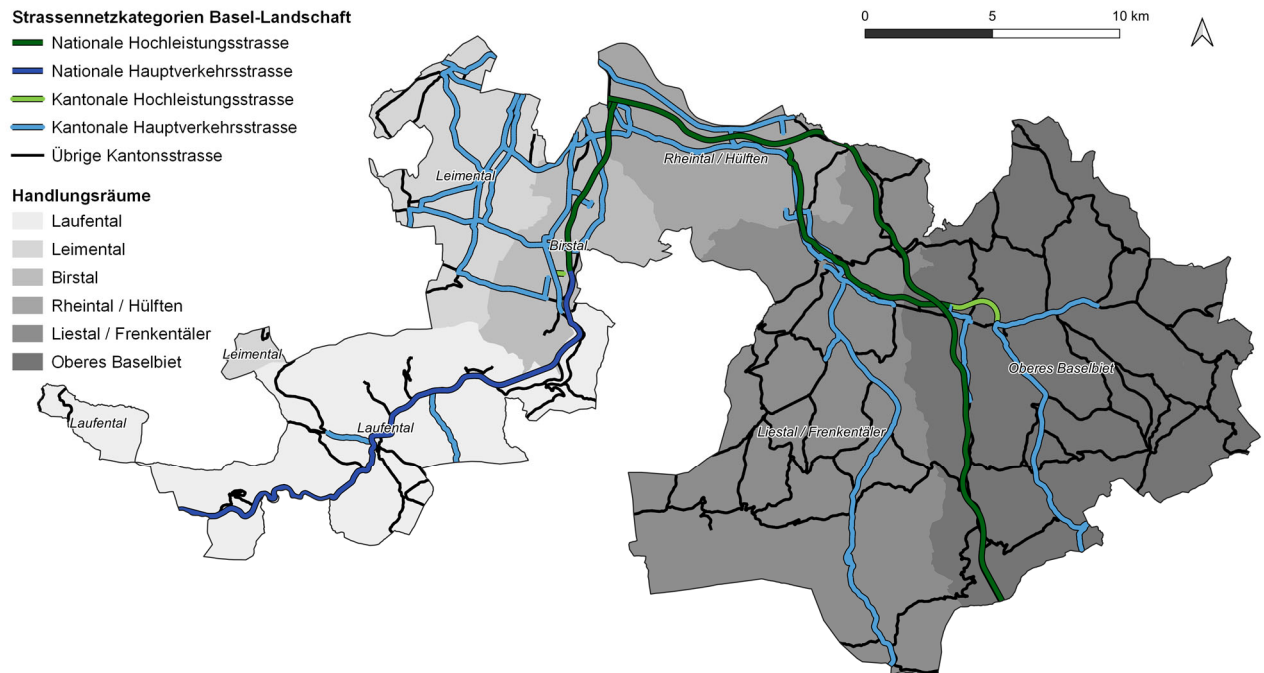 Strassennetzkategorien Basel-Landschaft
Nationale Hochleistungsstrasse
Nationale Hauptverkehrsstrasse
Kantonale Hochleistungsstrasse
Kantonale Hauptverkehrsstrasse
Übrige Kantonsstrasse
Handlungsräume
Laufental
Leimental
Birstal
Rheintal / Hülften
Liestal / Frenkentäler
Oberes Baselbiet
0 5 10 km
Rheintal / Hülften
Leimental
Birstal
Leimental
Oberes Baselbiet
Laufental
Laufental
Liestal / Frenkentäler